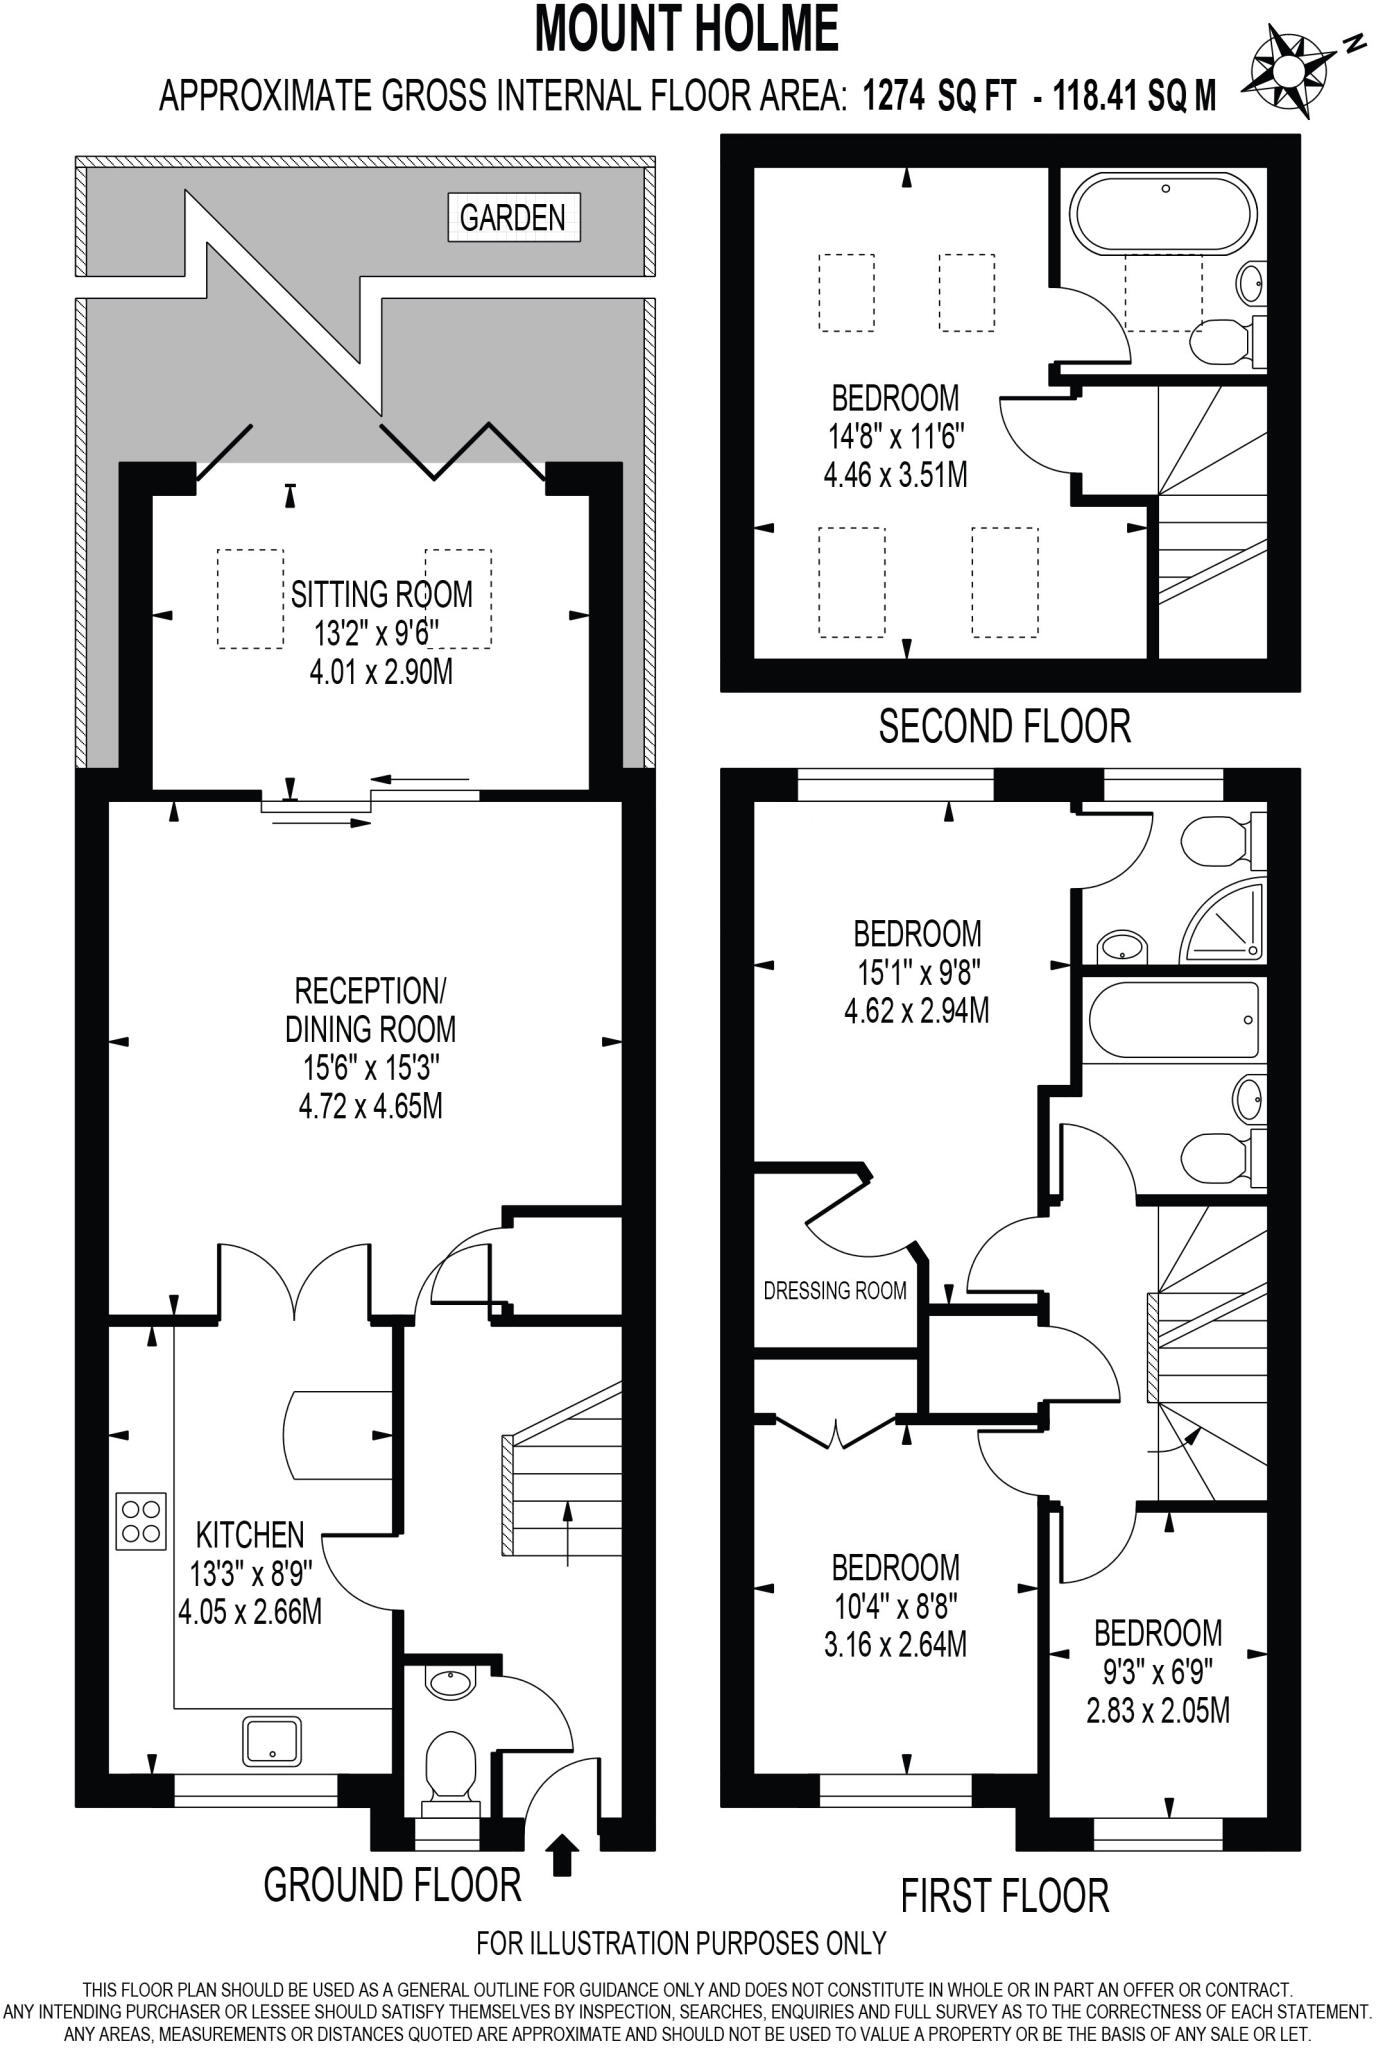 MOUNT HOLME
APPROXIMATE GROSS INTERNAL FLOOR AREA: 1274 SQ FT - 118.41 SQ M
N
GARDEN
SITTING ROOM
13'2" x 9'6"
4.01 x 2.90M
RECEPTION/
DINING ROOM
15'6" x 15'3"
4.72 x 4.65M
KITCHEN
13'3" x 8'9"
4.05 x 2.66M
GROUND FLOOR
BEDROOM
14'8" x 11'6"
4.46 x 3.51M
SECOND FLOOR
BEDROOM
15'1" x 9'8"
4.62 x 2.94M
DRESSING ROOM
BEDROOM
10'4" x 8'8"
3.16 x 2.64M
BEDROOM
9'3" x 6'9"
2.83 x 2.05M
FIRST FLOOR
FOR ILLUSTRATION PURPOSES ONLY
THIS FLOOR PLAN SHOULD BE USED AS A GENERAL OUTLINE FOR GUIDANCE ONLY AND DOES NOT CONSTITUTE IN WHOLE OR IN PART AN OFFER OR CONTRACT.
ANY INTENDING PURCHASER OR LESSEE SHOULD SATISFY THEMSELVES BY INSPECTION, SEARCHES, ENQUIRIES AND FULL SURVEY AS TO THE CORRECTNESS OF EACH STATEMENT.
ANY AREAS, MEASUREMENTS OR DISTANCES QUOTED ARE APPROXIMATE AND SHOULD NOT BE USED TO VALUE A PROPERTY OR BE THE BASIS OF ANY SALE OR LET.